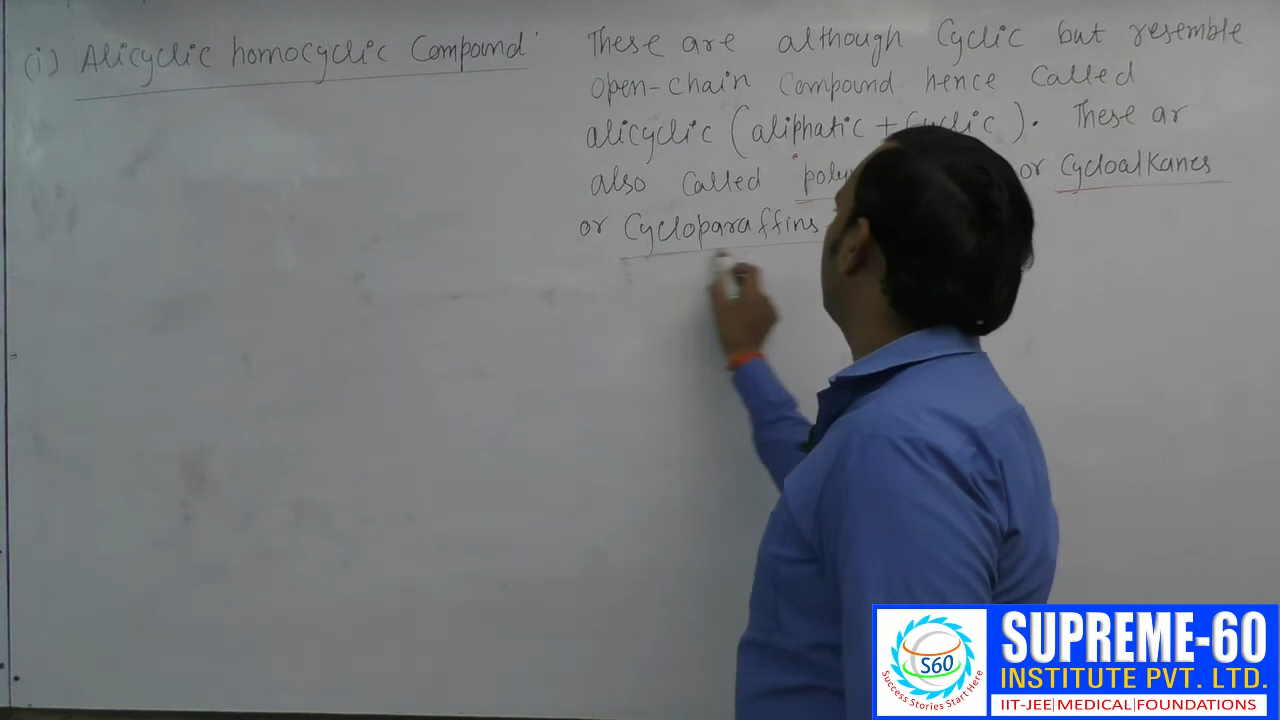 (i) Alicyclic homocyclic Compound:
These are although Cyclic but resemble
open-chain Compound hence Called
alicyclic (aliphatic + Cyclic). These ar
also Called or Cycloalkanes
or Cycloparaffins
S60
Success Stories Start Here
SUPREME-60
INSTITUTE PVT. LTD.
IIT-JEE|MEDICAL|FOUNDATIONS